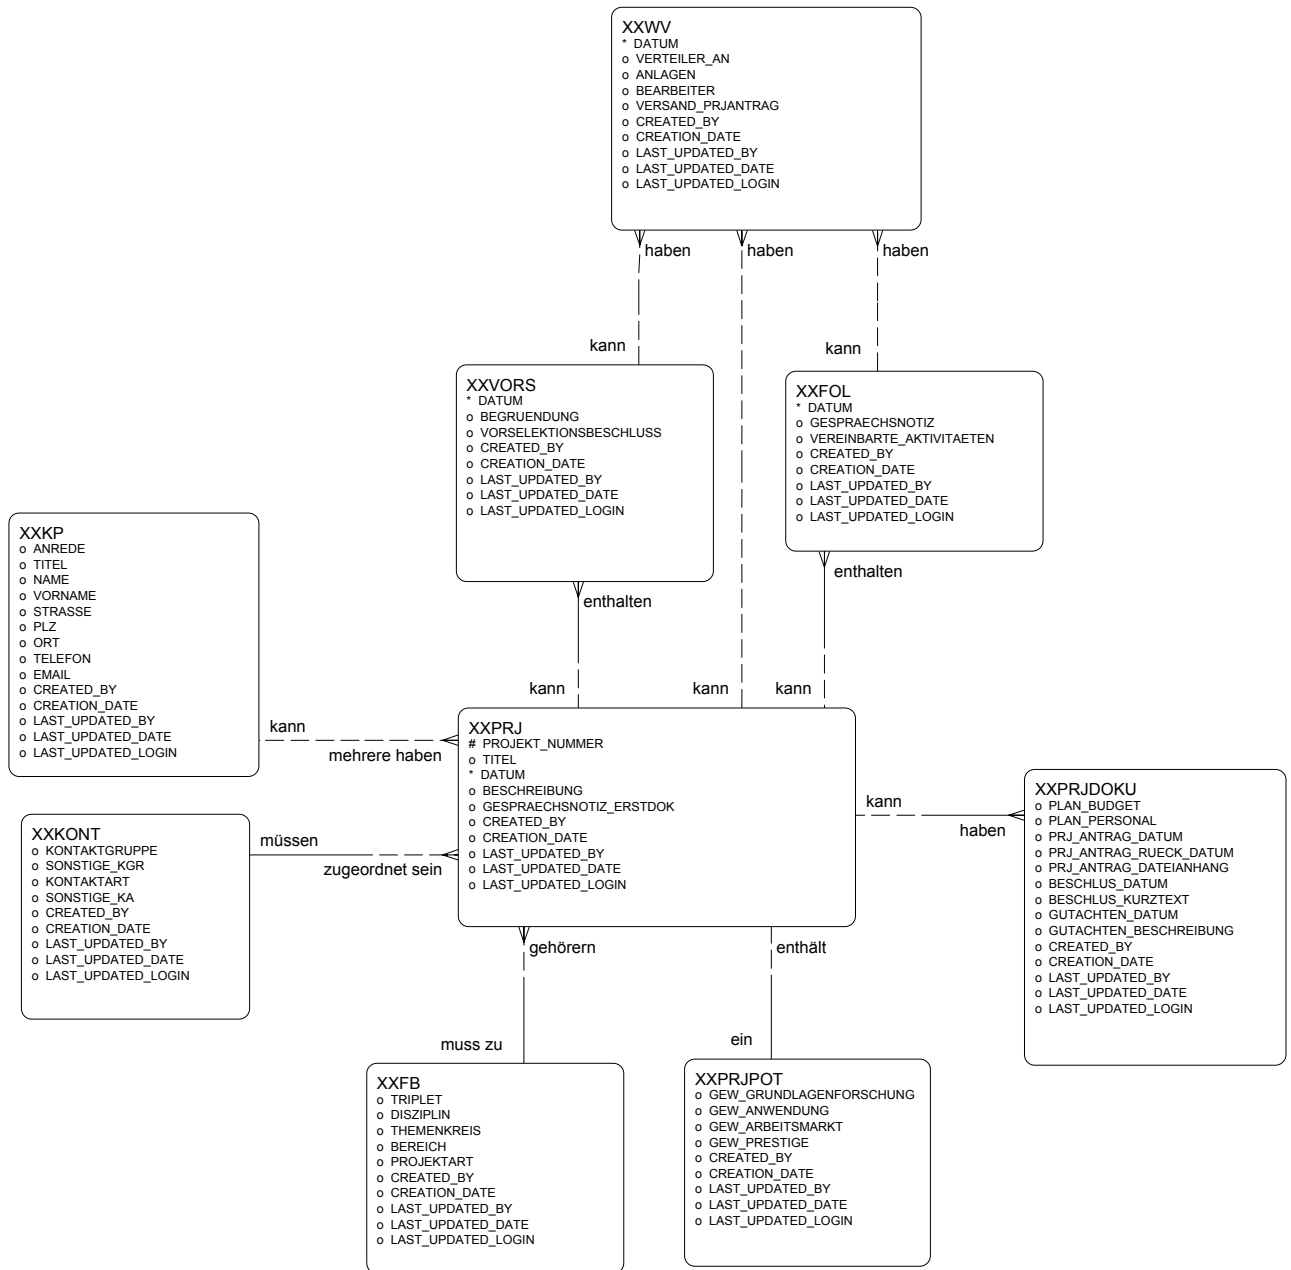 XXWV
* DATUM
o VERTEILER_AN
o ANLAGEN
o BEARBEITER
o VERSAND_PRJANTRAG
o CREATED_BY
o CREATION_DATE
o LAST_UPDATED_BY
o LAST_UPDATED_DATE
o LAST_UPDATED_LOGIN
haben
haben
haben
kann
kann
XXVORS
* DATUM
o BEGRUENDUNG
o VORSELEKTIONSBESCHLUSS
o CREATED_BY
o CREATION_DATE
o LAST_UPDATED_BY
o LAST_UPDATED_DATE
o LAST_UPDATED_LOGIN
XXFOL
* DATUM
o GESPRAECHSNOTIZ
o VEREINBARTE_AKTIVITAETEN
o CREATED_BY
o CREATION_DATE
o LAST_UPDATED_BY
o LAST_UPDATED_DATE
o LAST_UPDATED_LOGIN
XXKP
o ANREDE
o TITEL
o NAME
o VORNAME
o STRASSE
o PLZ
o ORT
o TELEFON
o EMAIL
o CREATED_BY
o CREATION_DATE
o LAST_UPDATED_BY
o LAST_UPDATED_DATE
o LAST_UPDATED_LOGIN
enthalten
enthalten
kann
kann
kann
kann
mehrere haben
XXPRJ
# PROJEKT_NUMMER
o TITEL
* DATUM
o BESCHREIBUNG
o GESPRAECHSNOTIZ_ERSTDOK
o CREATED_BY
o CREATION_DATE
o LAST_UPDATED_BY
o LAST_UPDATED_DATE
o LAST_UPDATED_LOGIN
kann
haben
XXPRJDOKU
o PLAN_BUDGET
o PLAN_PERSONAL
o PRJ_ANTRAG_DATUM
o PRJ_ANTRAG_RUECK_DATUM
o PRJ_ANTRAG_DATEIANHANG
o BESCHLUS_DATUM
o BESCHLUS_KURZTEXT
o GUTACHTEN_DATUM
o GUTACHTEN_BESCHREIBUNG
o CREATED_BY
o CREATION_DATE
o LAST_UPDATED_BY
o LAST_UPDATED_DATE
o LAST_UPDATED_LOGIN
XXKONT
o KONTAKTGRUPPE
o SONSTIGE_KGR
o KONTAKTART
o SONSTIGE_KA
o CREATED_BY
o CREATION_DATE
o LAST_UPDATED_BY
o LAST_UPDATED_DATE
o LAST_UPDATED_LOGIN
müssen
zugeordnet sein
gehörern
enthält
muss zu
ein
XXFB
o TRIPLET
o DISZIPLIN
o THEMENKREIS
o BEREICH
o PROJEKTART
o CREATED_BY
o CREATION_DATE
o LAST_UPDATED_BY
o LAST_UPDATED_DATE
o LAST_UPDATED_LOGIN
XXPRJPOT
o GEW_GRUNDLAGENFORSCHUNG
o GEW_ANWENDUNG
o GEW_ARBEITSMARKT
o GEW_PRESTIGE
o CREATED_BY
o CREATION_DATE
o LAST_UPDATED_BY
o LAST_UPDATED_DATE
o LAST_UPDATED_LOGIN